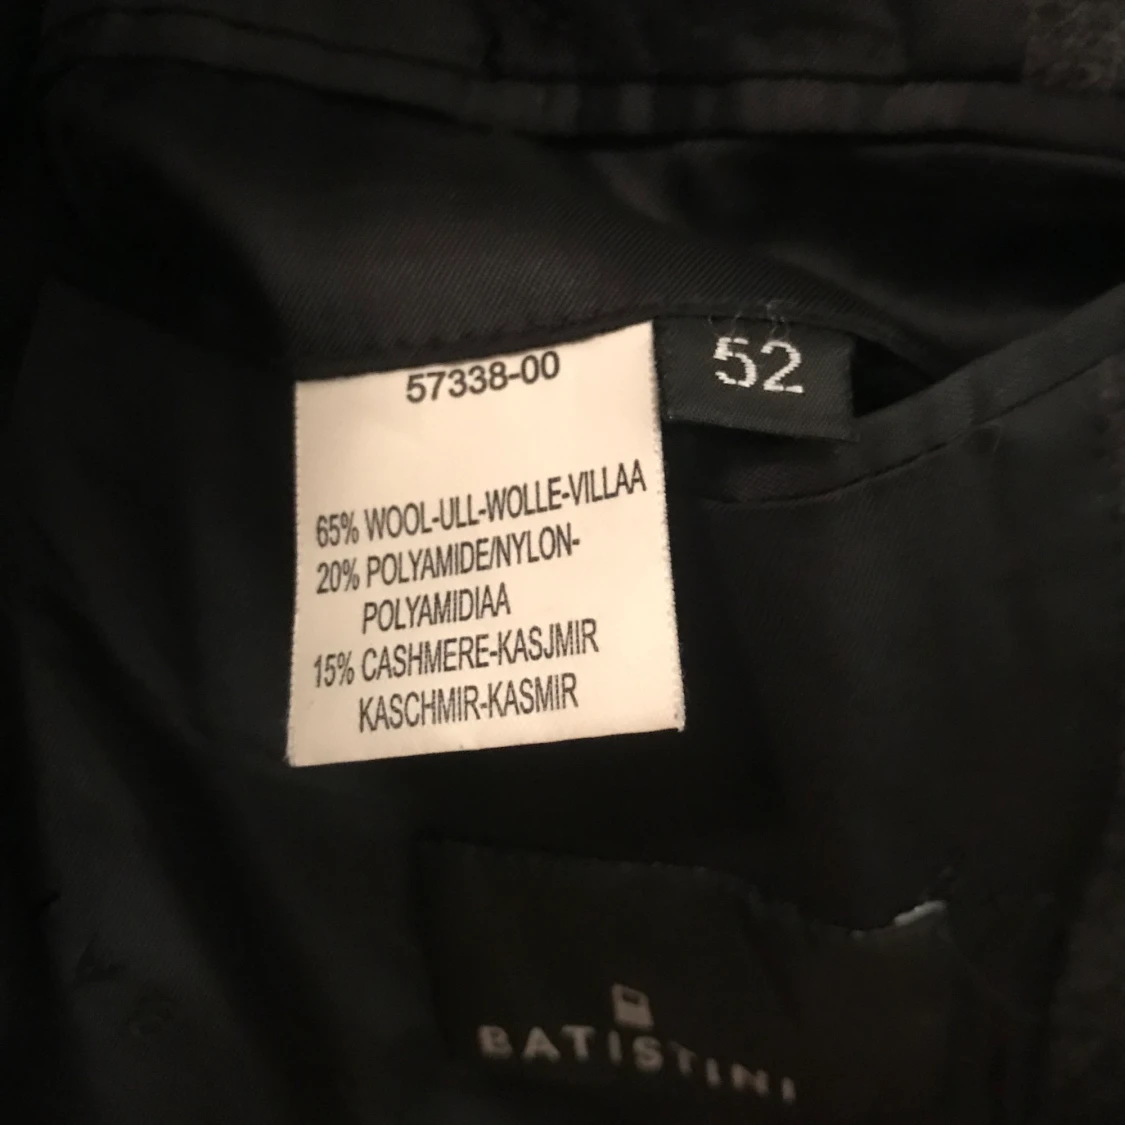 57338-00
52
65% WOOL-ULL-WOLLE-VILLAA
20% POLYAMIDE/NYLON-
POLYAMIDIAA
15% CASHMERE-KASJMIR
KASCHMIR-KASMIR
BATISTINI